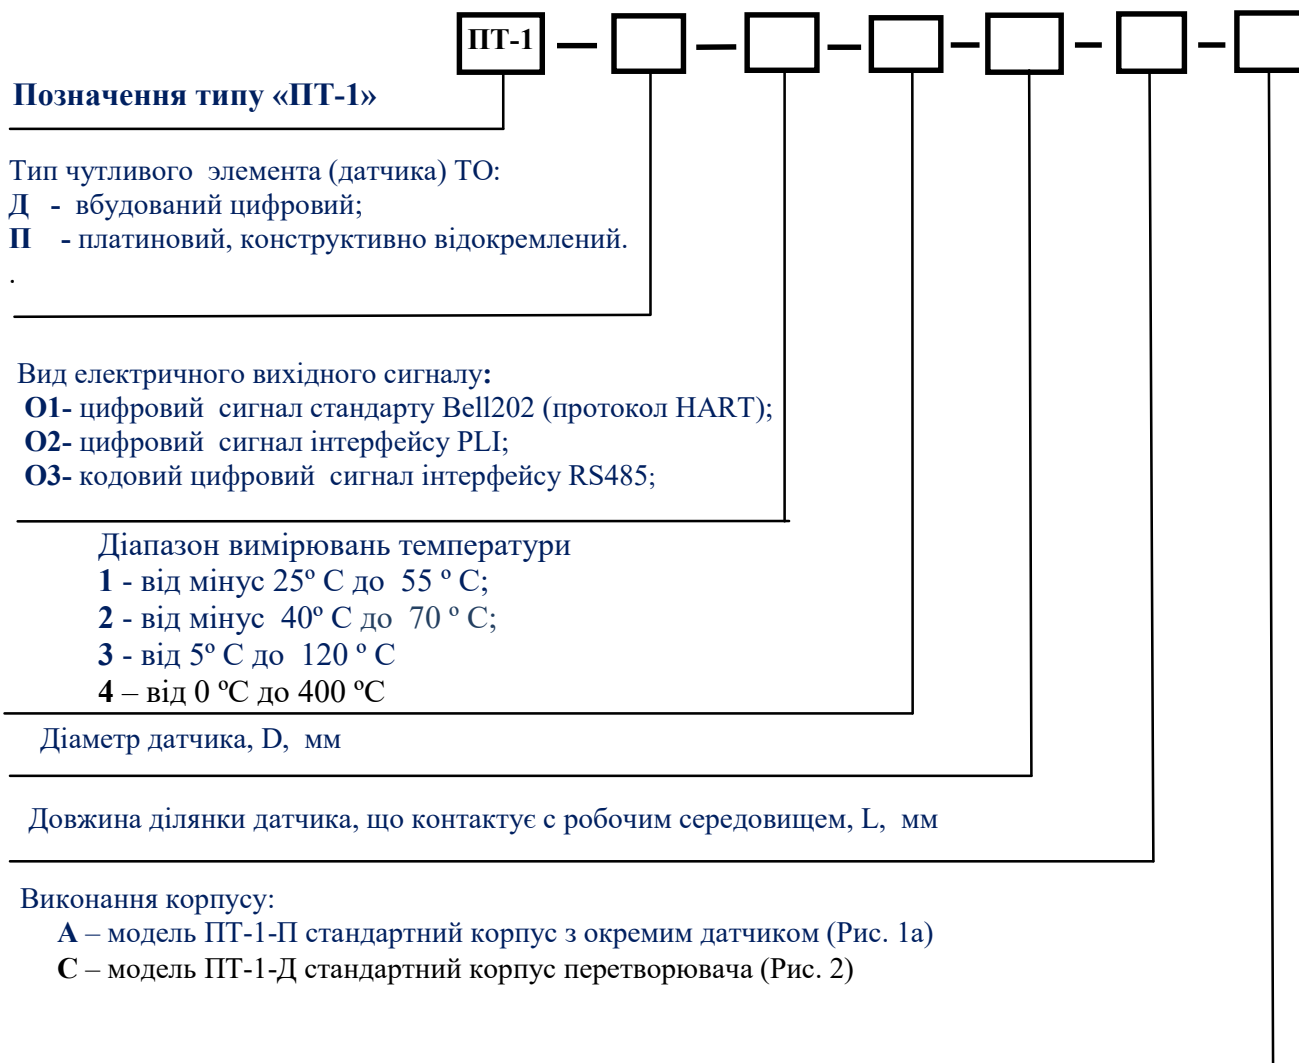 ПТ-1
Позначення типу «ПТ-1»
Тип чутливого элемента (датчика) ТО:
Д - вбудований цифровий;
П - платиновий, конструктивно відокремлений.
.
Вид електричного вихідного сигналу:
О1- цифровий сигнал стандарту Bell202 (протокол HART);
О2- цифровий сигнал інтерфейсу PLI;
О3- кодовий цифровий сигнал інтерфейсу RS485;
Діапазон вимірювань температури
1 - від мінус 25º С до 55 º С;
2 - від мінус 40º С до 70 º С;
3 - від 5º С до 120 º С
4 – від 0 ºС до 400 ºС
Діаметр датчика, D, мм
Довжина ділянки датчика, що контактує с робочим середовищем, L, мм
Виконання корпусу:
А – модель ПТ-1-П стандартний корпус з окремим датчиком (Рис. 1а)
С – модель ПТ-1-Д стандартний корпус перетворювача (Рис. 2)